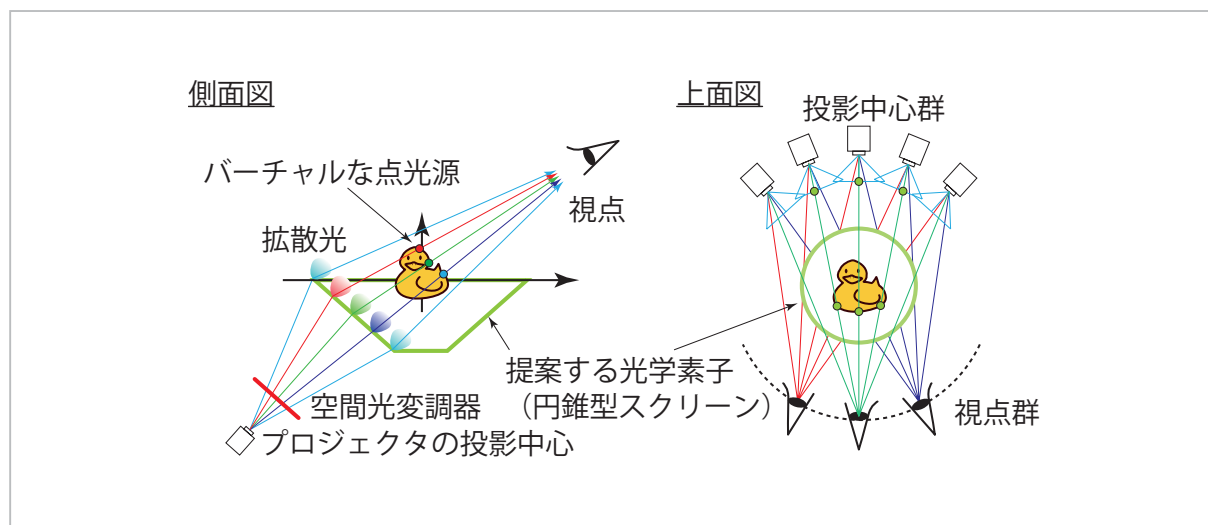 側面図
バーチャルな点光源
視点
拡散光
空間光変調器
プロジェクタの投影中心
上面図
投影中心群
提案する光学素子
（円錐型スクリーン）
視点群